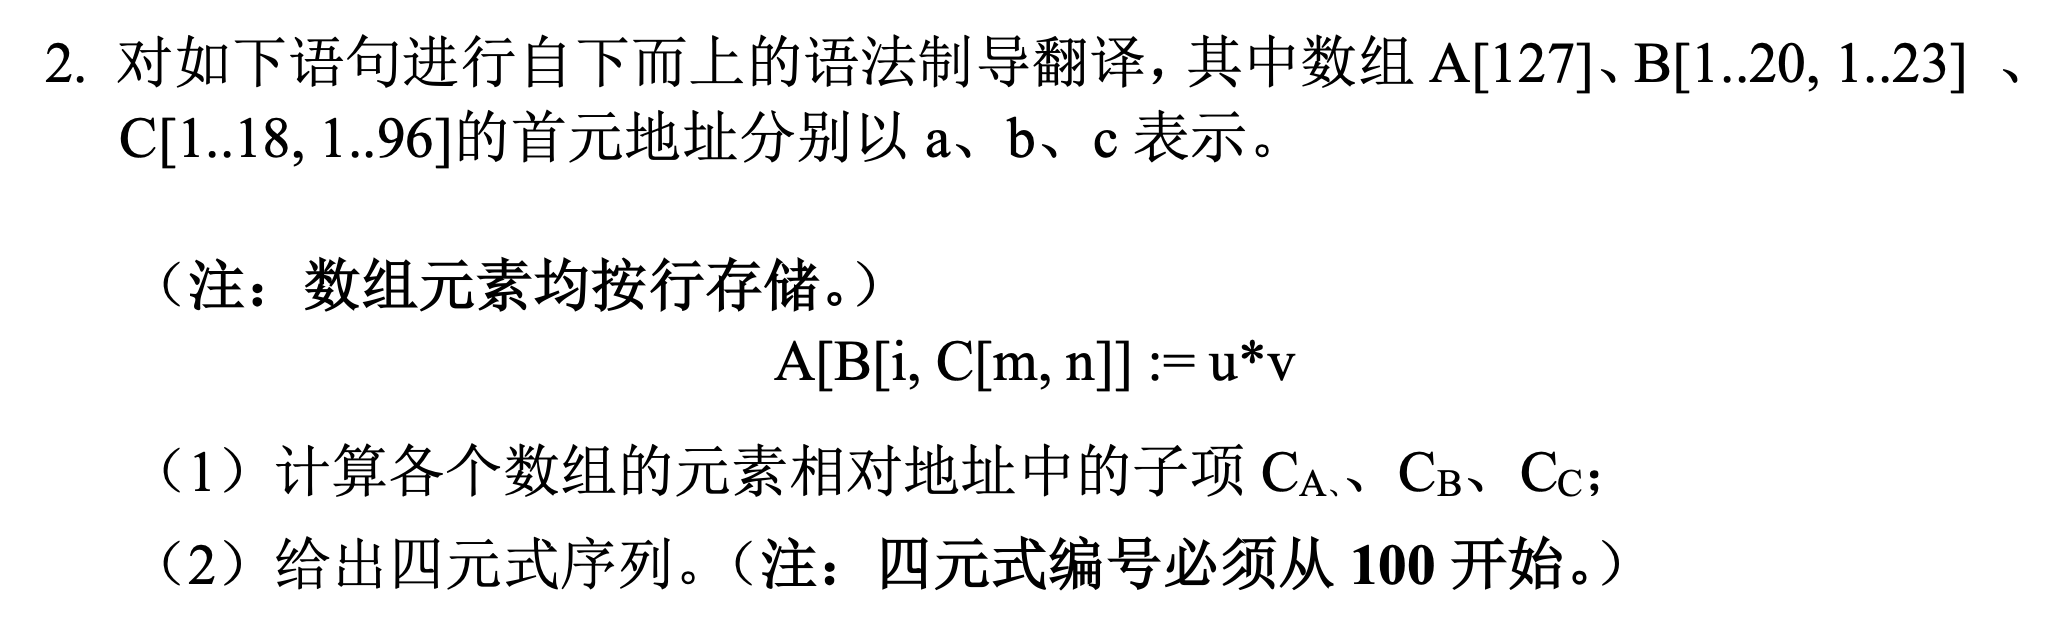 2. 对如下语句进行自下而上的语法制导翻译，其中数组 A[127]、B[1..20, 1..23] 、
C[1..18, 1..96]的首元地址分别以 a、b、c 表示。
（注：数组元素均按行存储。）
A[B[i, C[m, n]] := u*v
（1）计算各个数组的元素相对地址中的子项 CA、、CB、CC；
（2）给出四元式序列。（注：四元式编号必须从 100 开始。）